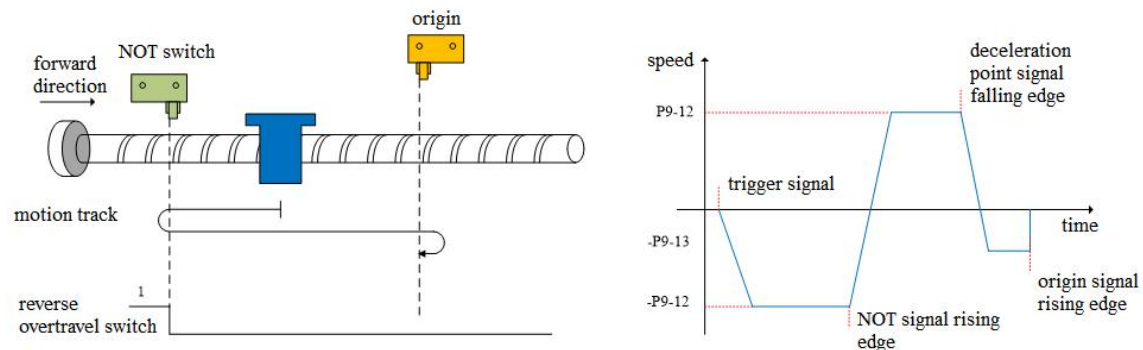 origin
NOT switch
forward
direction
motion track
1
reverse
overtravel switch
speed
deceleration
point signal
falling edge
P9-12
trigger signal
time
-P9-13
origin signal
rising edge
-P9-12
NOT signal rising
edge